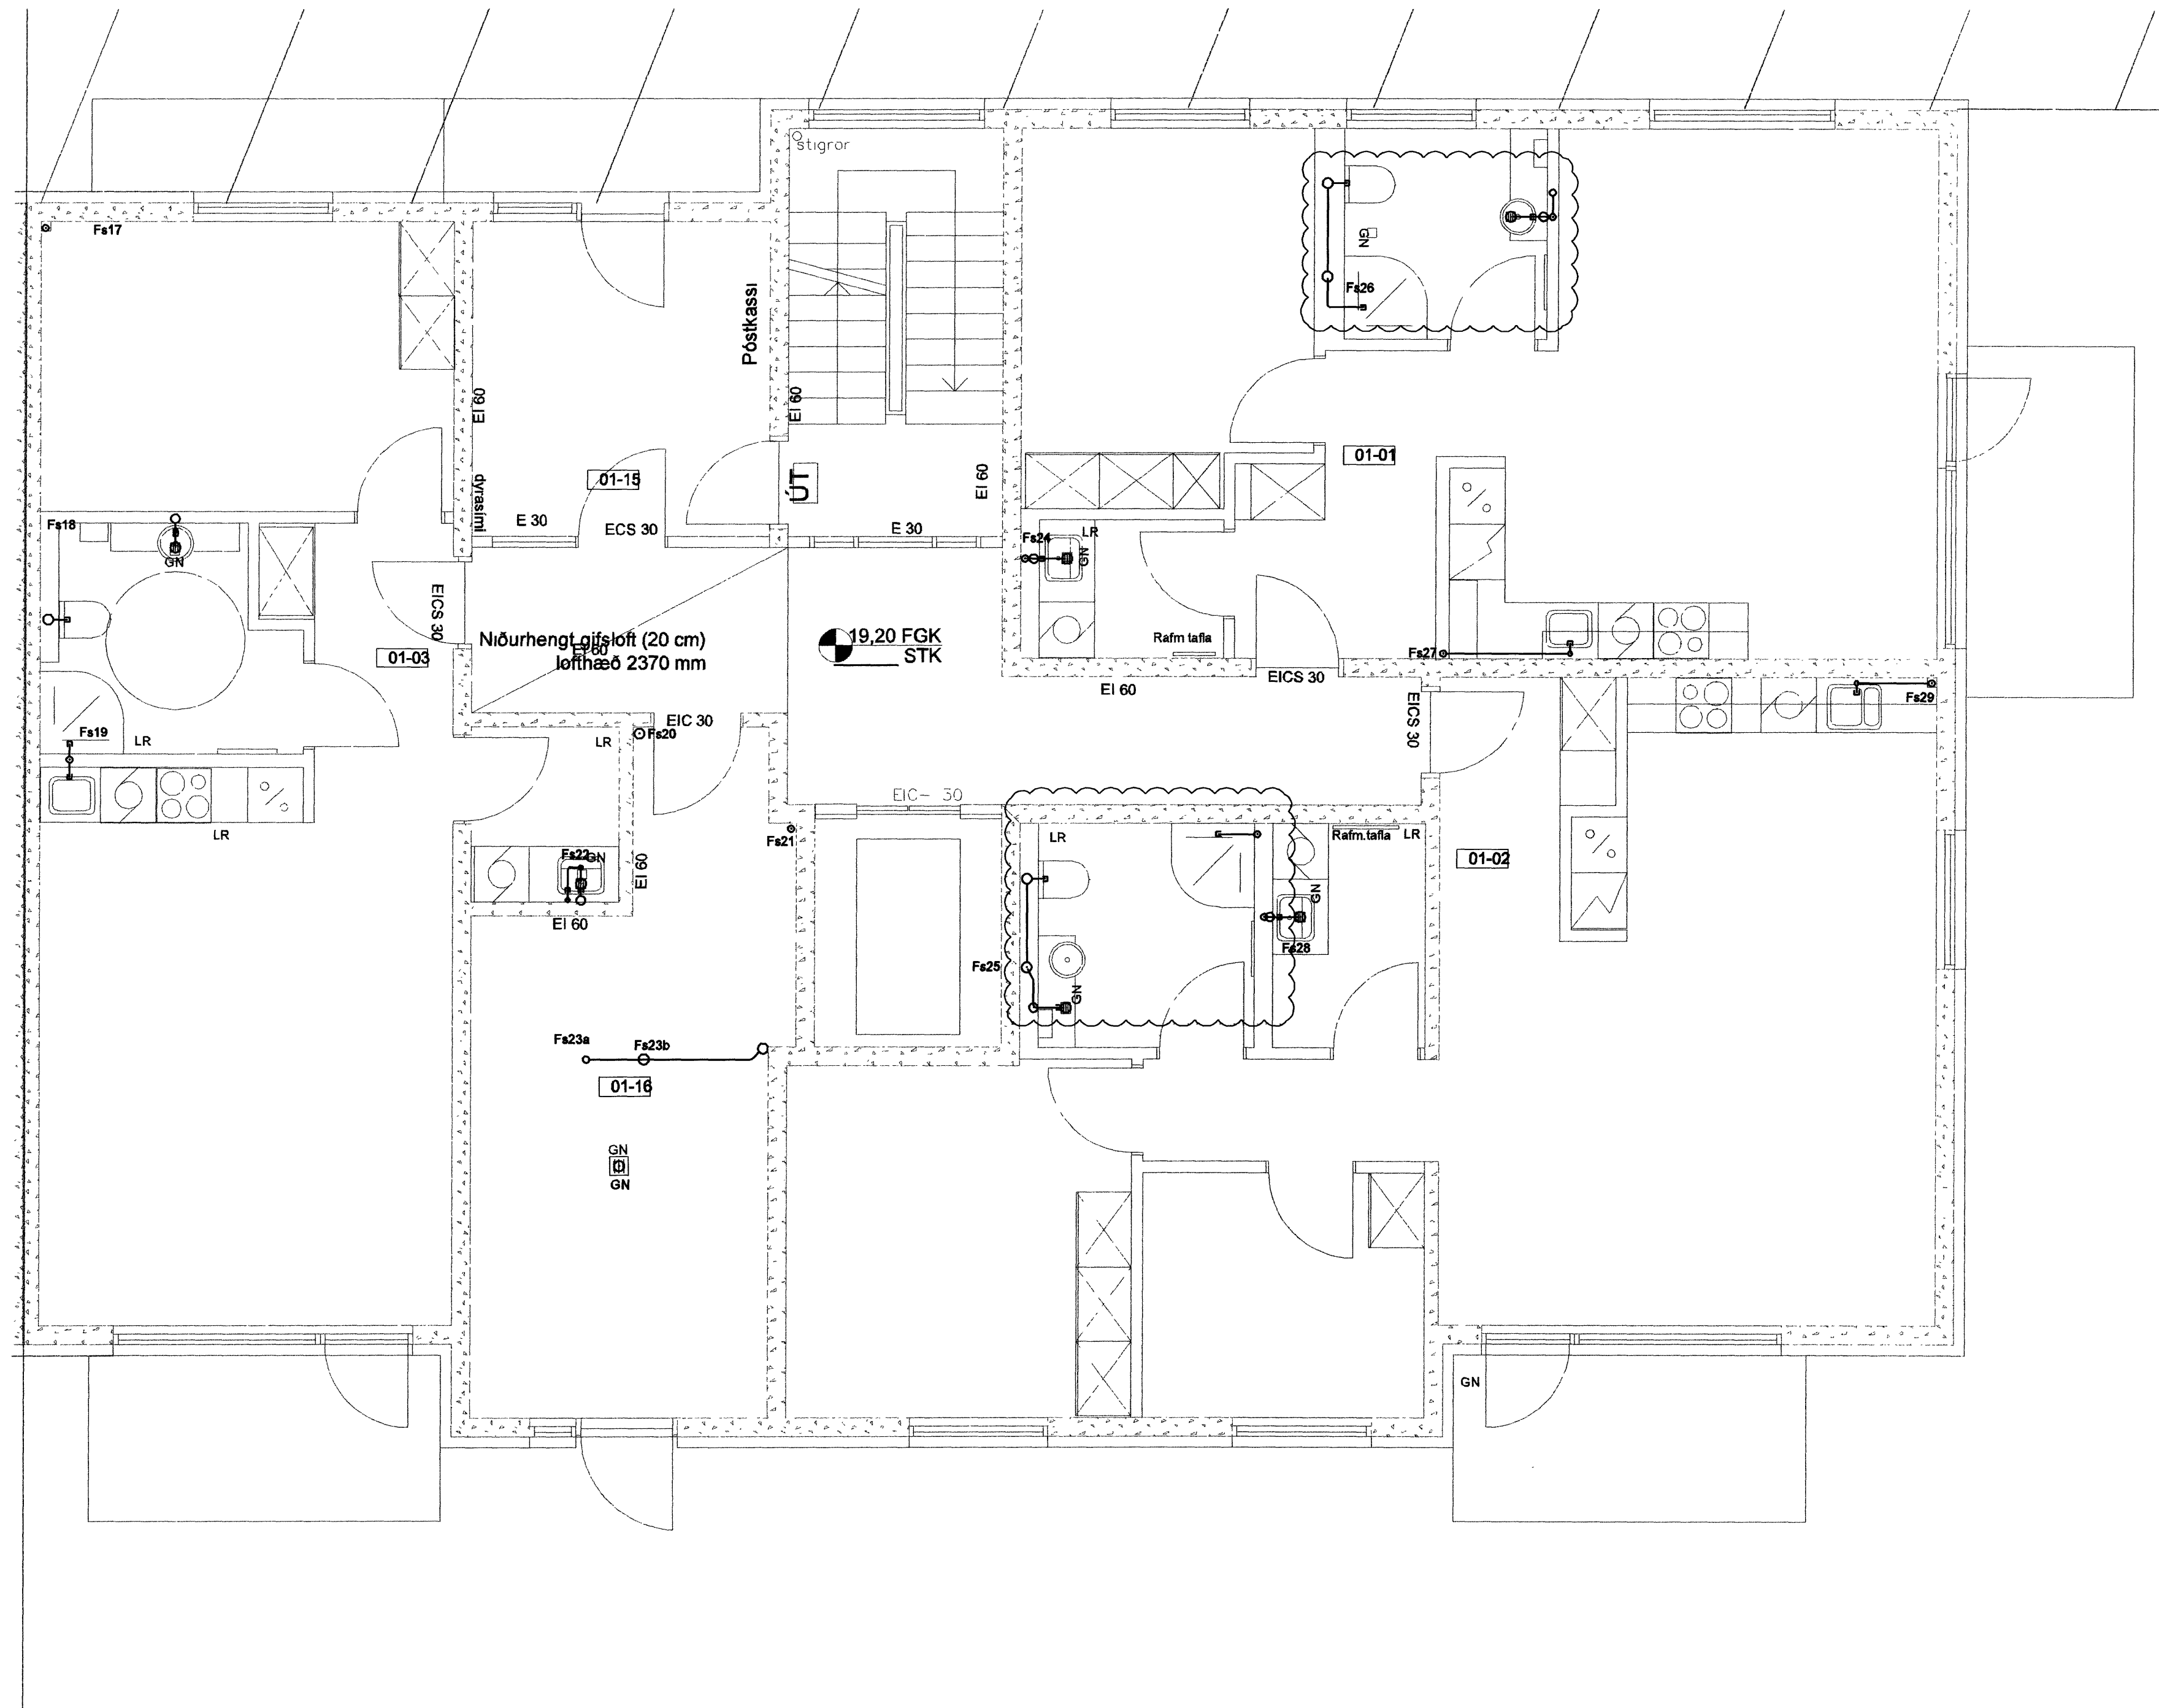 stigror
Fs17
GN
Fs26
Póstkassi
EI 60
EI 60
01-01
01-15
ÚT
EI 60
dyrasimi
Fs18
E 30
ECS 30
E 30
Fs24
LR
GN
GN
EICS 30
Niðurhengt gifsloft (20 cm)
EI 60
lofthæð 2370 mm
19,20 FGK
STK
Rafm tafla
01-03
Fs27
EICS 30
EI 60
Fs29
EICS 30
EIC 30
Fs19
LR
LR
Fs20
EIC- 30
LR
Fs21
LR
Rafm.tafla
LR
Fs22
GN
EI 60
01-02
GN
EI 60
Fs28
Fs25
GN
Fs23a
Fs23b
01-16
GN
GN
GN